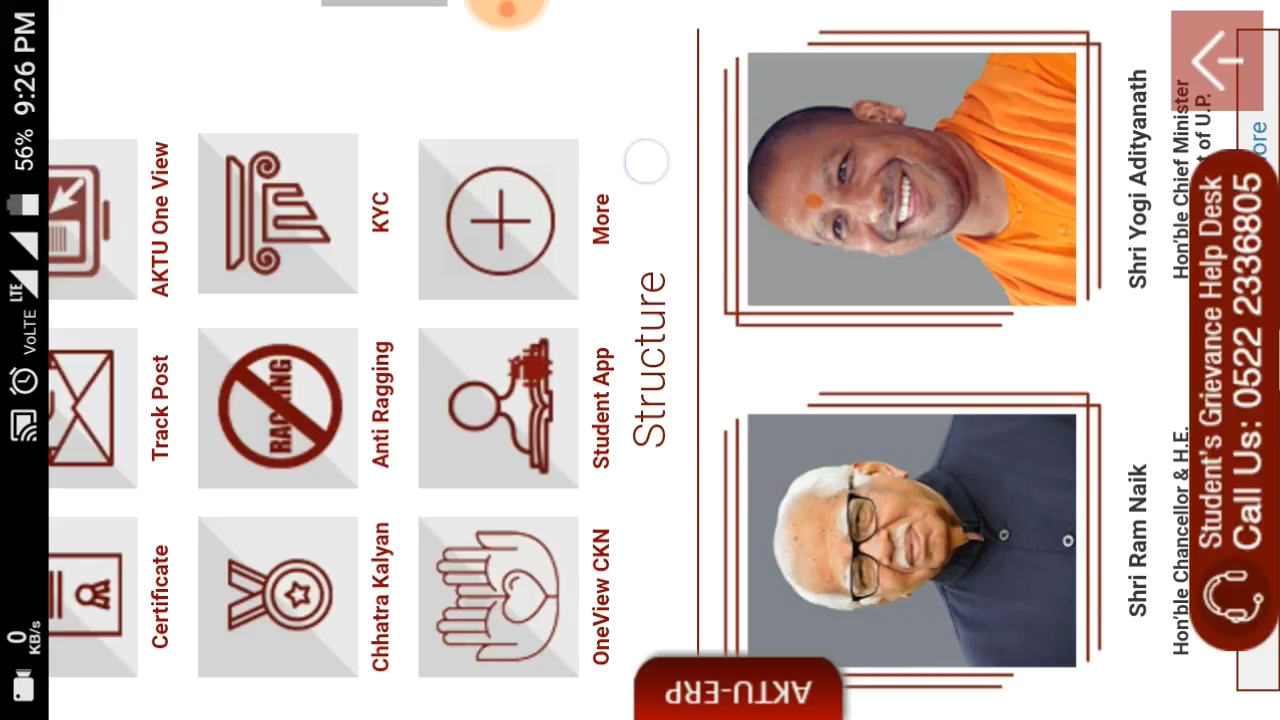 0
KB/s
VoLTE
LTE
56%
9:26 PM
Certificate
Track Post
AKTU One View
RAGGING
Chhatra Kalyan
Anti Ragging
KYC
OneView CKN
Student App
More
Structure
AKTU-ERP
Shri Ram Naik
Shri Yogi Adityanath
Hon'ble Chancellor & H.E.
Hon'ble Chief Minister
of U.P.
Student's Grievance Help Desk
Call Us: 0522 2336805